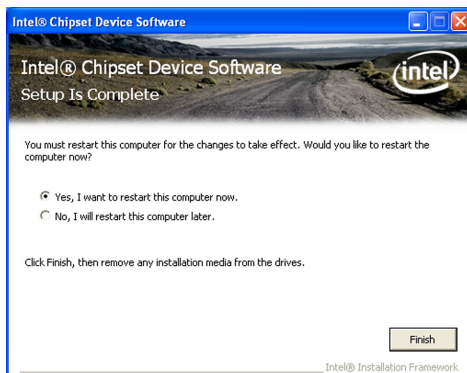 Intel® Chipset Device Software
Intel® Chipset Device Software
Setup Is Complete
intel
You must restart this computer for the changes to take effect. Would you like to restart the
computer now?
Yes, I want to restart this computer now.
No, I will restart this computer later.
Click Finish, then remove any installation media from the drives.
Finish
Intel® Installation Framework